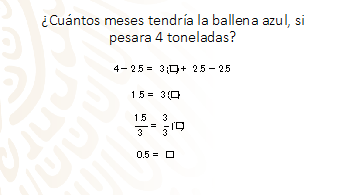 ¿Cuántos meses tendría la ballena azul, si
pesara 4 toneladas?
4 – 2.5 = 3(□) + 2.5 – 2.5
1.5 = 3(□)
1.5/3 = 3/3 (□)
0.5 = □